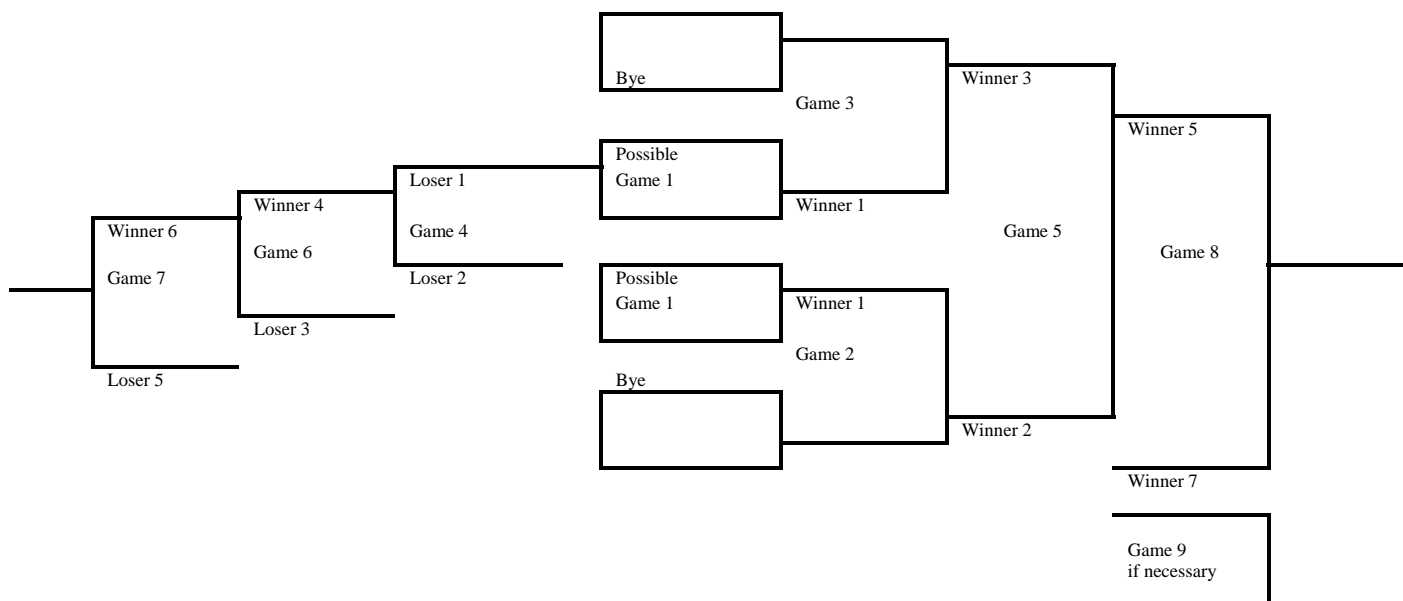 Bye
Winner 3
Game 3
Winner 5
Possible
Loser 1
Game 1
Winner 4
Winner 1
Winner 6
Game 4
Game 5
Game 6
Game 8
Game 7
Loser 2
Possible
Game 1
Winner 1
Loser 3
Game 2
Loser 5
Bye
Winner 2
Winner 7
Game 9
if necessary